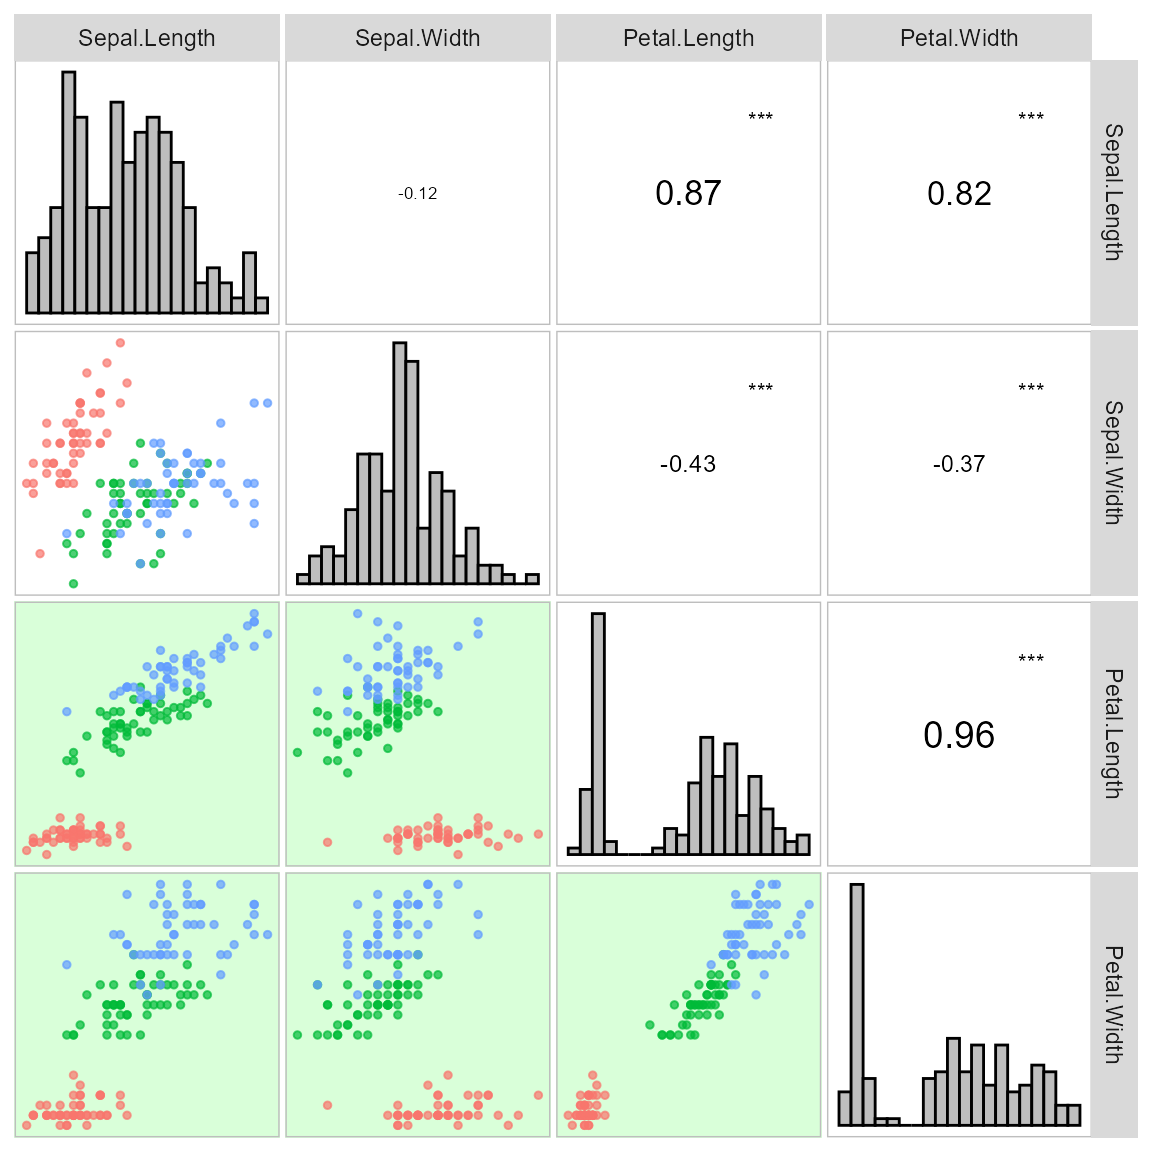 Sepal.Length
Sepal.Width
Petal.Length
Petal.Width
Sepal.Length
-0.12
***
0.87
***
0.82
Sepal.Width
***
-0.43
***
-0.37
Petal.Length
***
0.96
Petal.Width